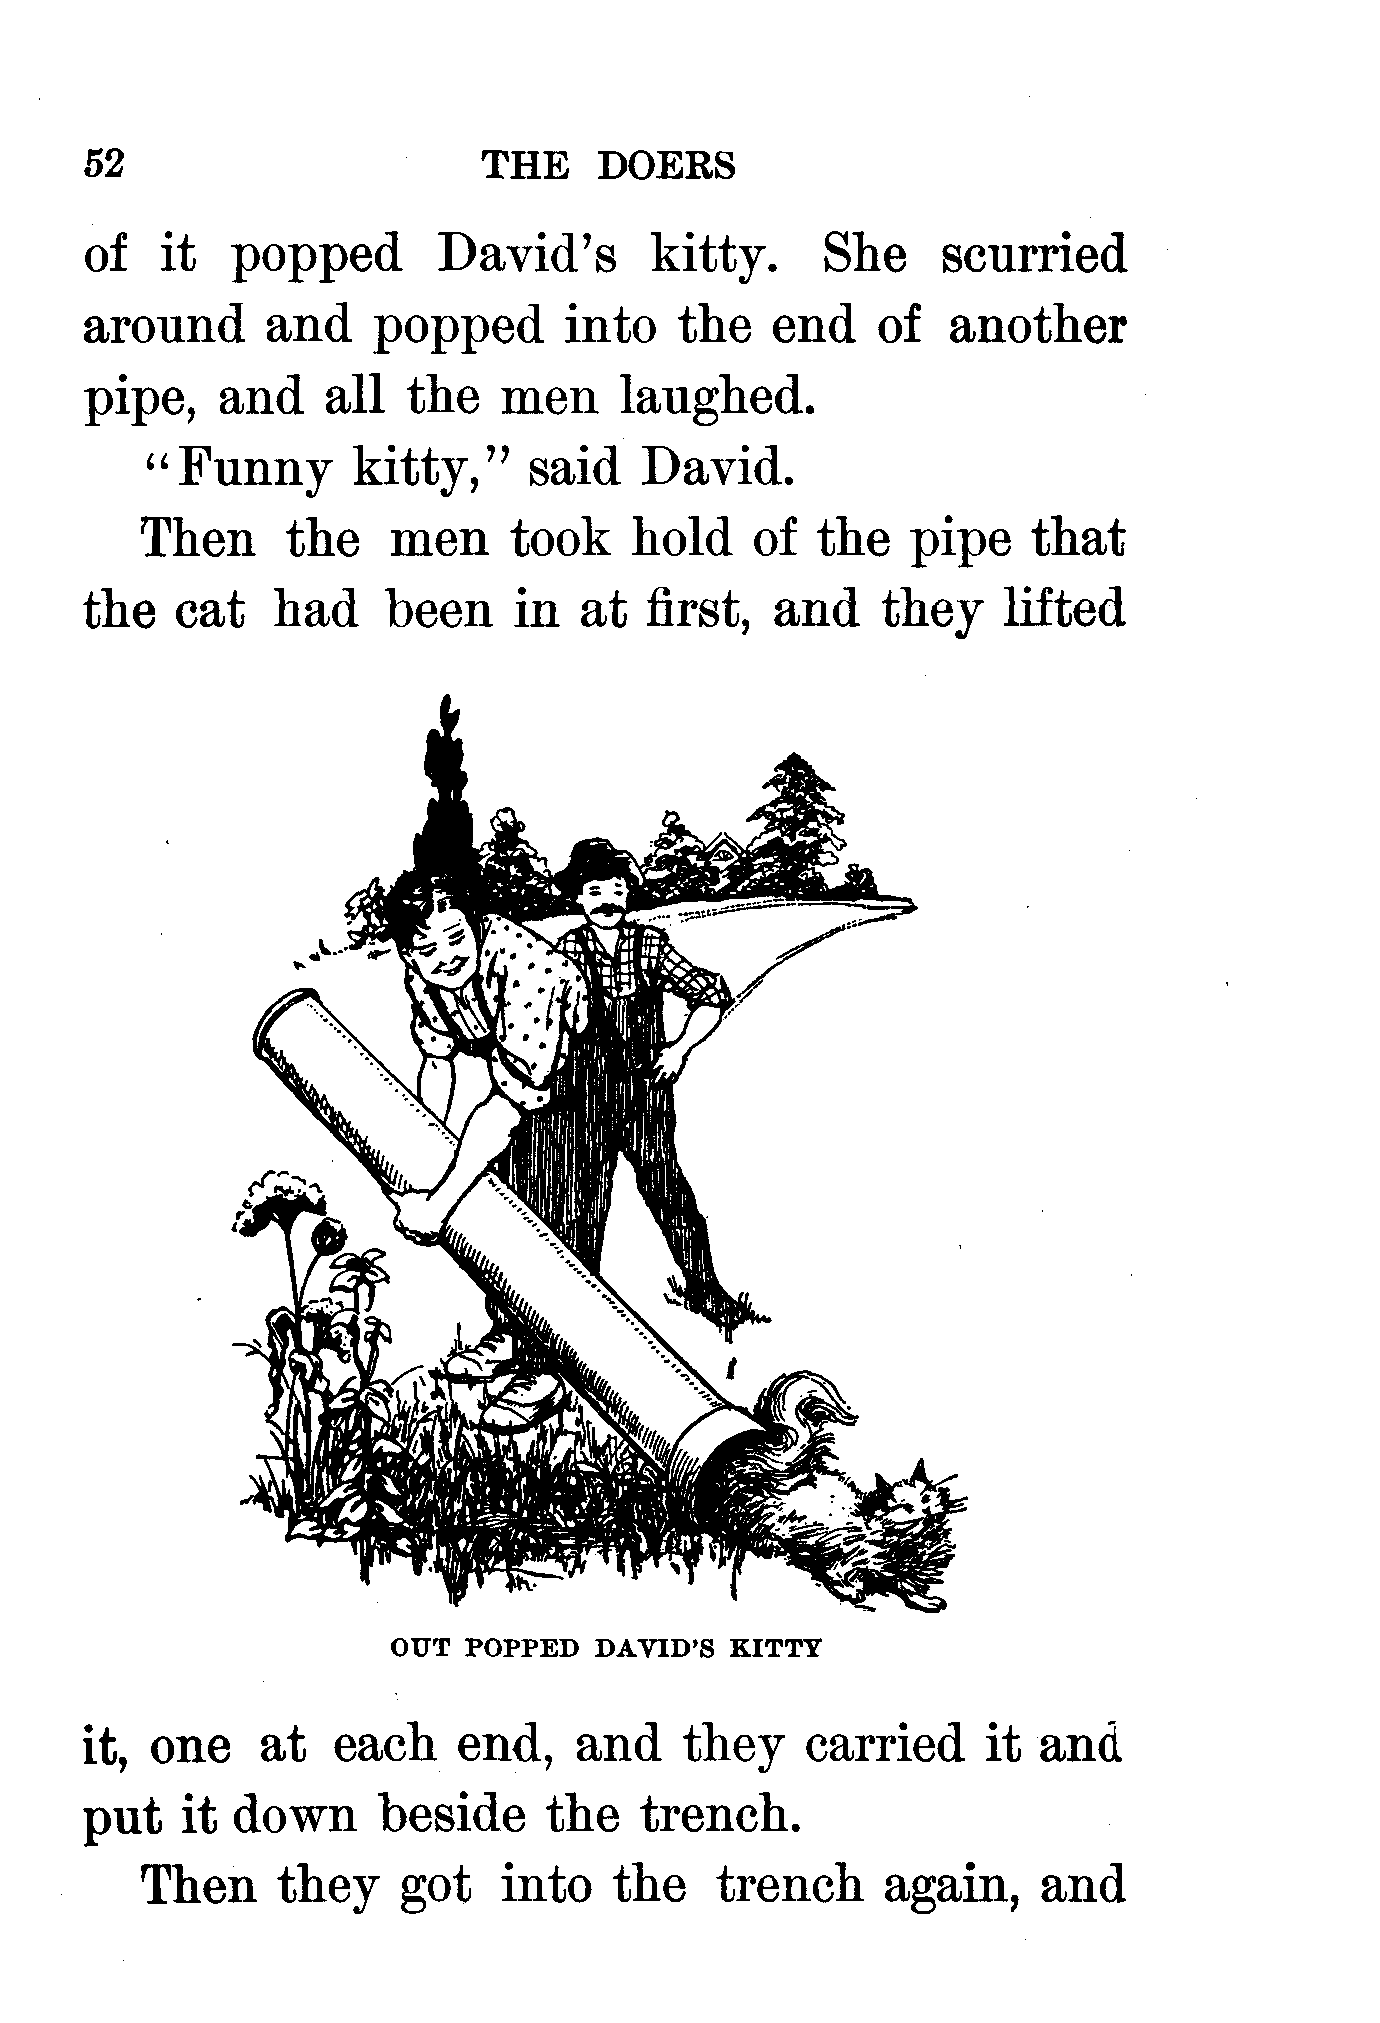 52 THE DOERS
of it popped David's kitty. She scurried
around and popped into the end of another
pipe, and all the men laughed.
"Funny kitty," said David.
Then the men took hold of the pipe that
the cat had been in at first, and they lifted
OUT POPPED DAVID'S KITTY
it, one at each end, and they carried it and
put it down beside the trench.
Then they got into the trench again, and